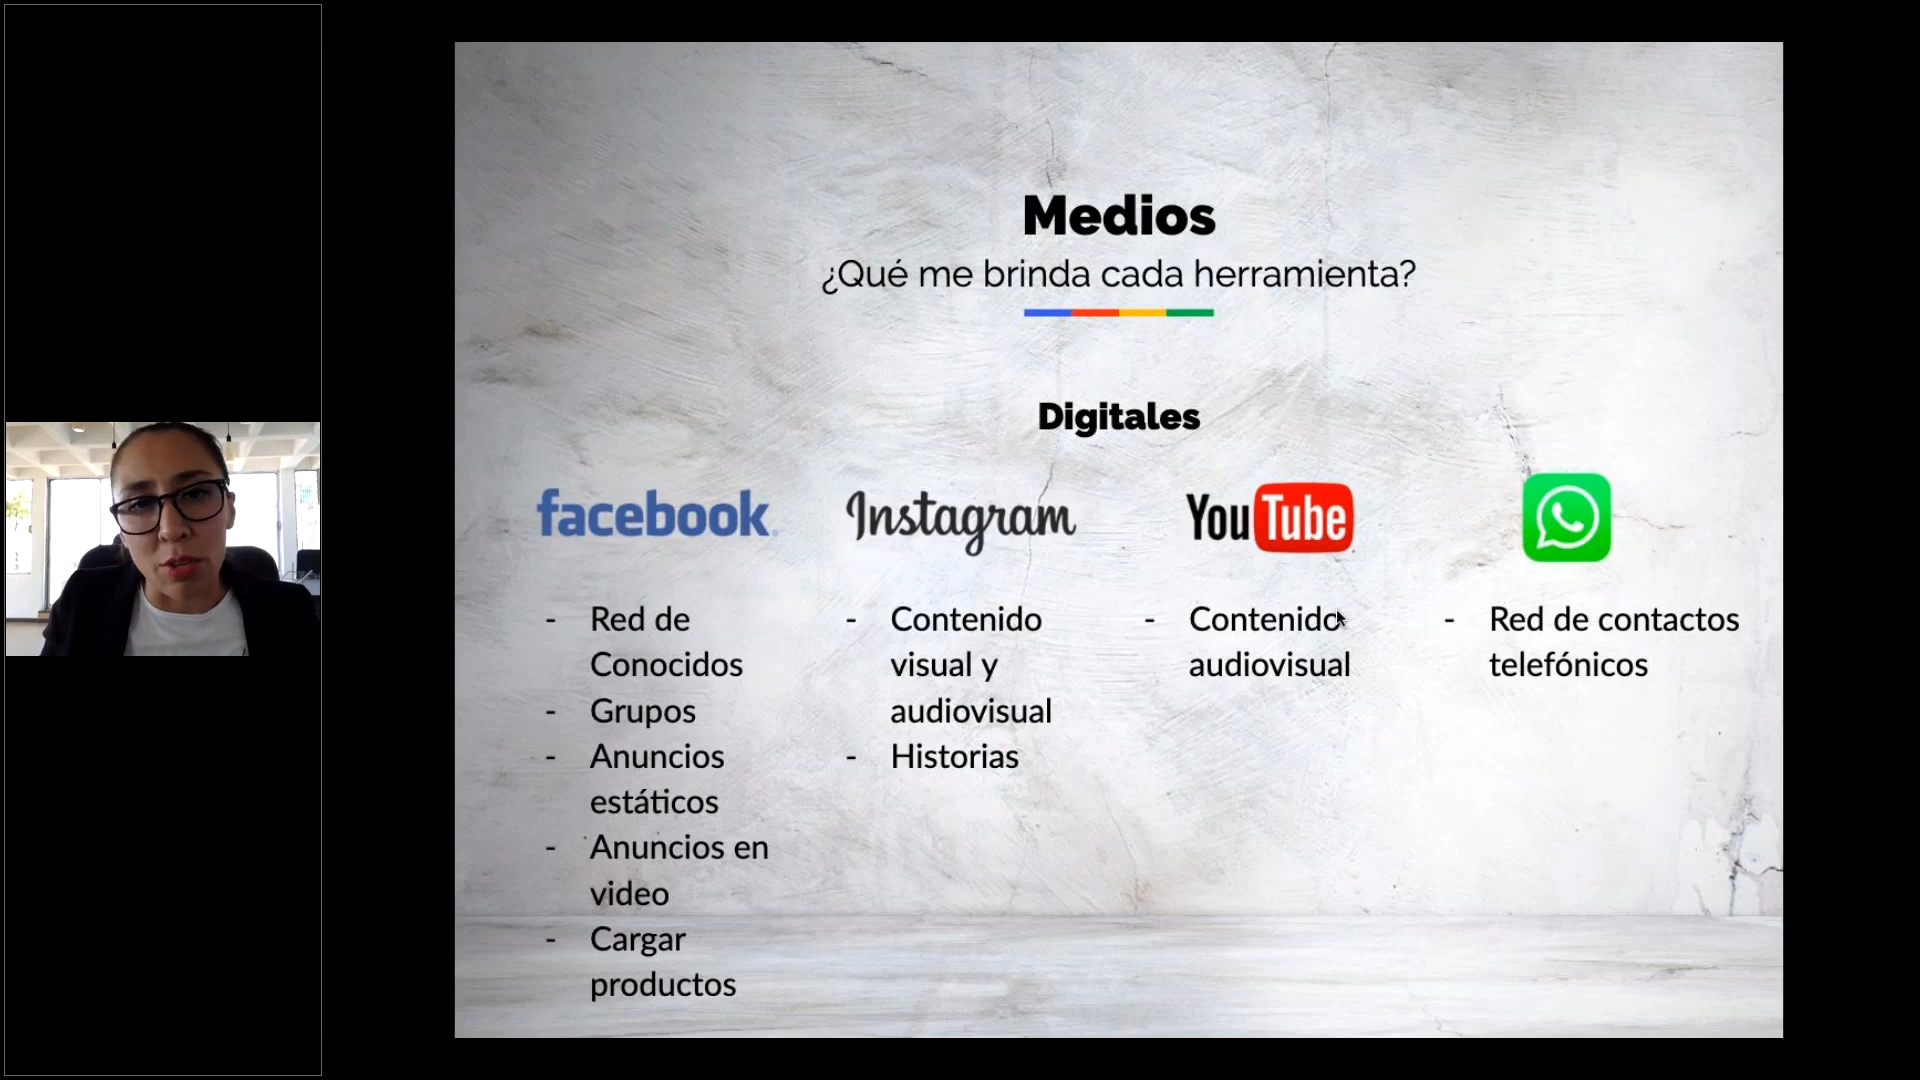 Medios
¿Qué me brinda cada herramienta?
Digitales
facebook
- Red de
Conocidos
- Grupos
- Anuncios
estáticos
- Anuncios en
video
- Cargar
productos
Instagram
- Contenido
visual y
audiovisual
- Historias
YouTube
- Contenido
audiovisual
- Red de contactos
telefónicos